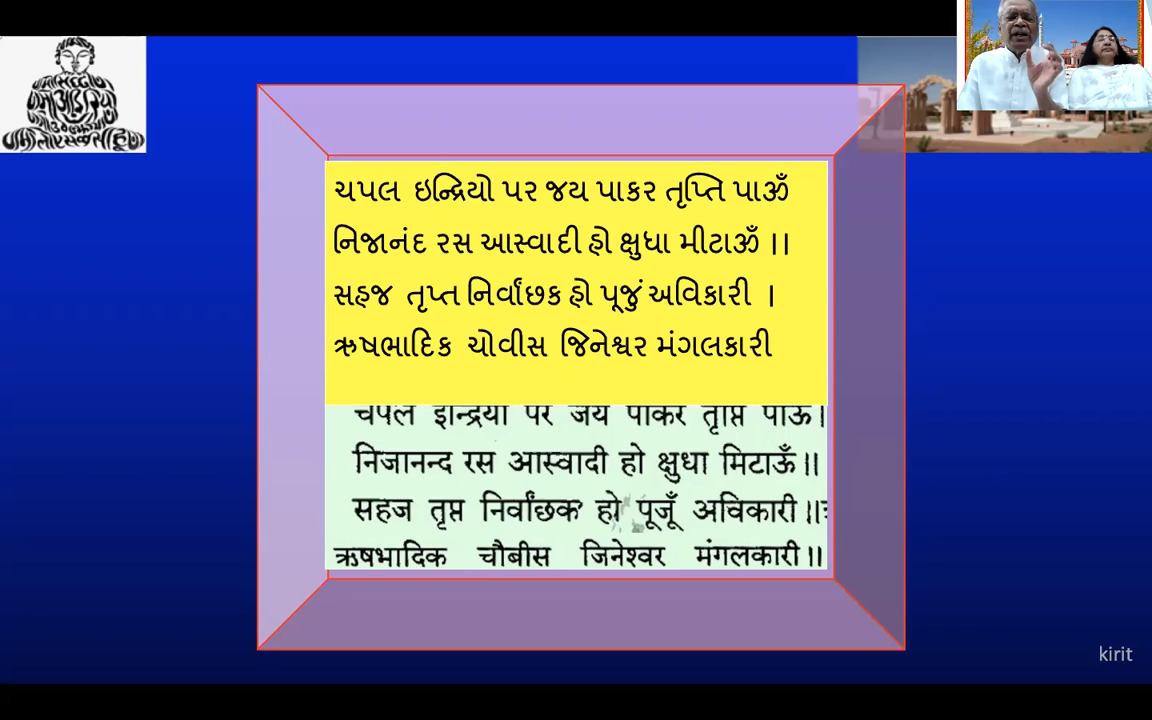 ચપલ ઇન્દ્રિયો પર જય પાકર તૃપ્તિ પાઊઁ
નિજાનંદ રસ આસ્વાદી હો ક્ષુધા મીટાઊઁ ।।
સહજ તૃપ્ત નિર્વાંછક હો પૂજું અવિકારી ।
ઋષભાદિક ચોવીસ જિનેશ્વર મંગલકારી
चपल इन्द्रियों पर जय पाकर तृप्ति पाऊँ।
निजानन्द रस आस्वादी हो क्षुधा मिटाऊँ॥
सहज तृप्त निर्वांछक हो पूजूँ अविकारी॥
ऋषभादिक चौबीस जिनेश्वर मंगलकारी॥
kirit